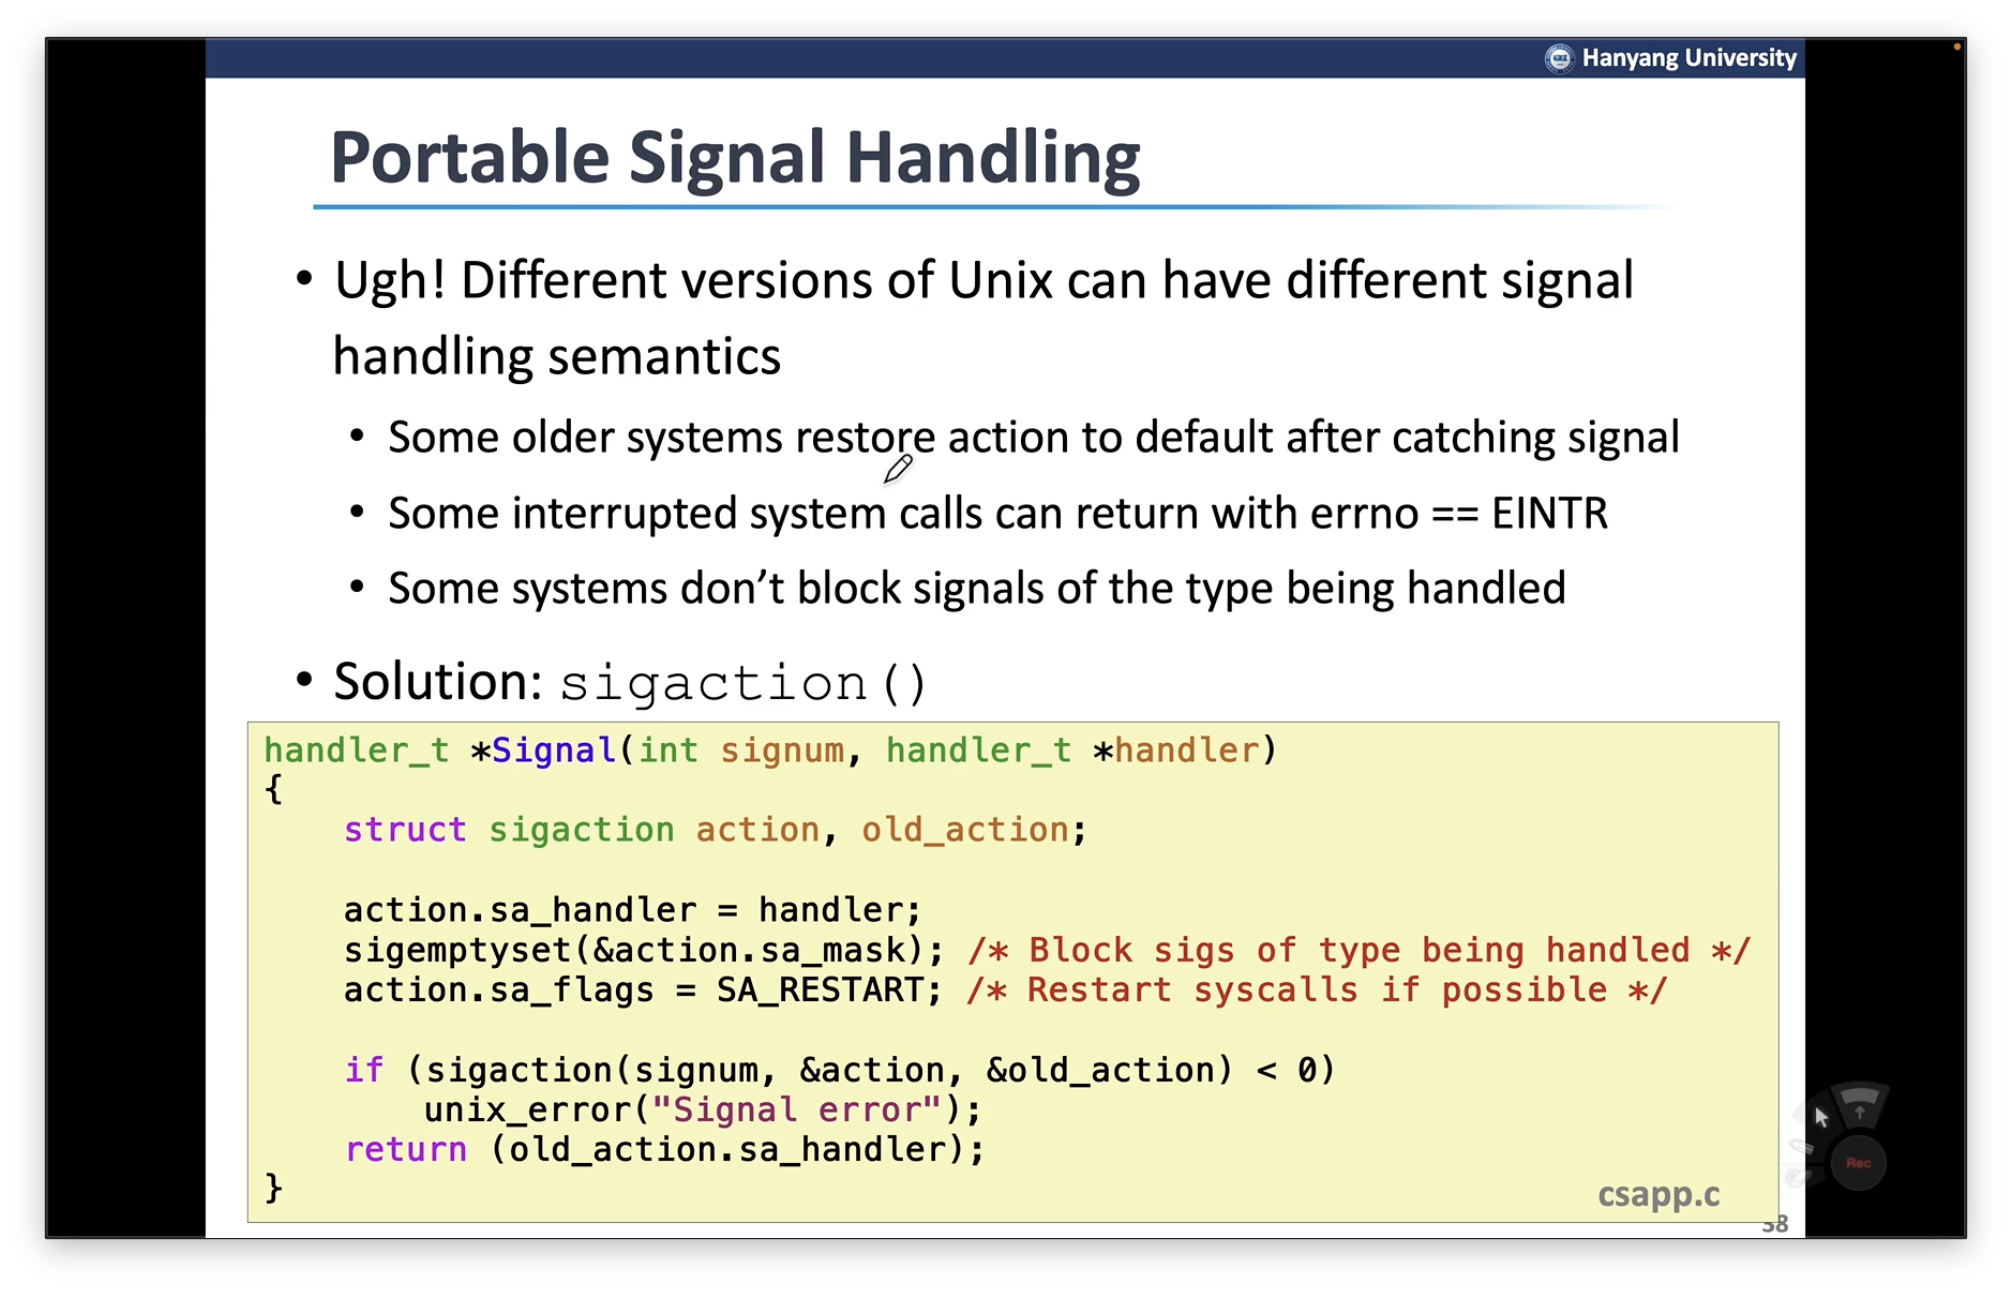 Hanyang University
Portable Signal Handling
• Ugh! Different versions of Unix can have different signal
handling semantics
• Some older systems restore action to default after catching signal
• Some interrupted system calls can return with errno == EINTR
• Some systems don’t block signals of the type being handled
• Solution: sigaction()
handler_t *Signal(int signum, handler_t *handler)
{
    struct sigaction action, old_action;
    action.sa_handler = handler;
    sigemptyset(&action.sa_mask); /* Block sigs of type being handled */
    action.sa_flags = SA_RESTART; /* Restart syscalls if possible */
    if (sigaction(signum, &action, &old_action) < 0)
        unix_error("Signal error");
    return (old_action.sa_handler);
}
csapp.c
38
Rec